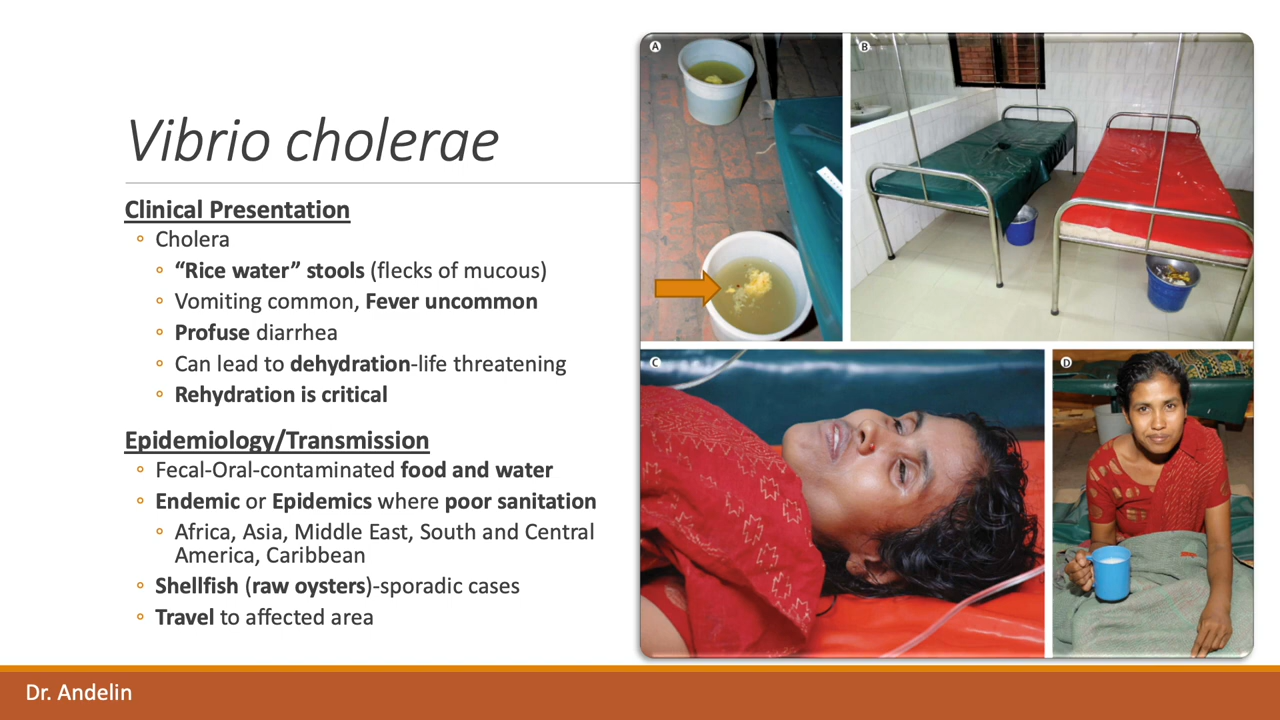 Vibrio cholerae
Clinical Presentation
Cholera
“Rice water” stools (flecks of mucous)
Vomiting common, Fever uncommon
Profuse diarrhea
Can lead to dehydration-life threatening
Rehydration is critical
Epidemiology/Transmission
Fecal-Oral-contaminated food and water
Endemic or Epidemics where poor sanitation
Africa, Asia, Middle East, South and Central
America, Caribbean
Shellfish (raw oysters)-sporadic cases
Travel to affected area
A
B
C
D
Dr. Andelin